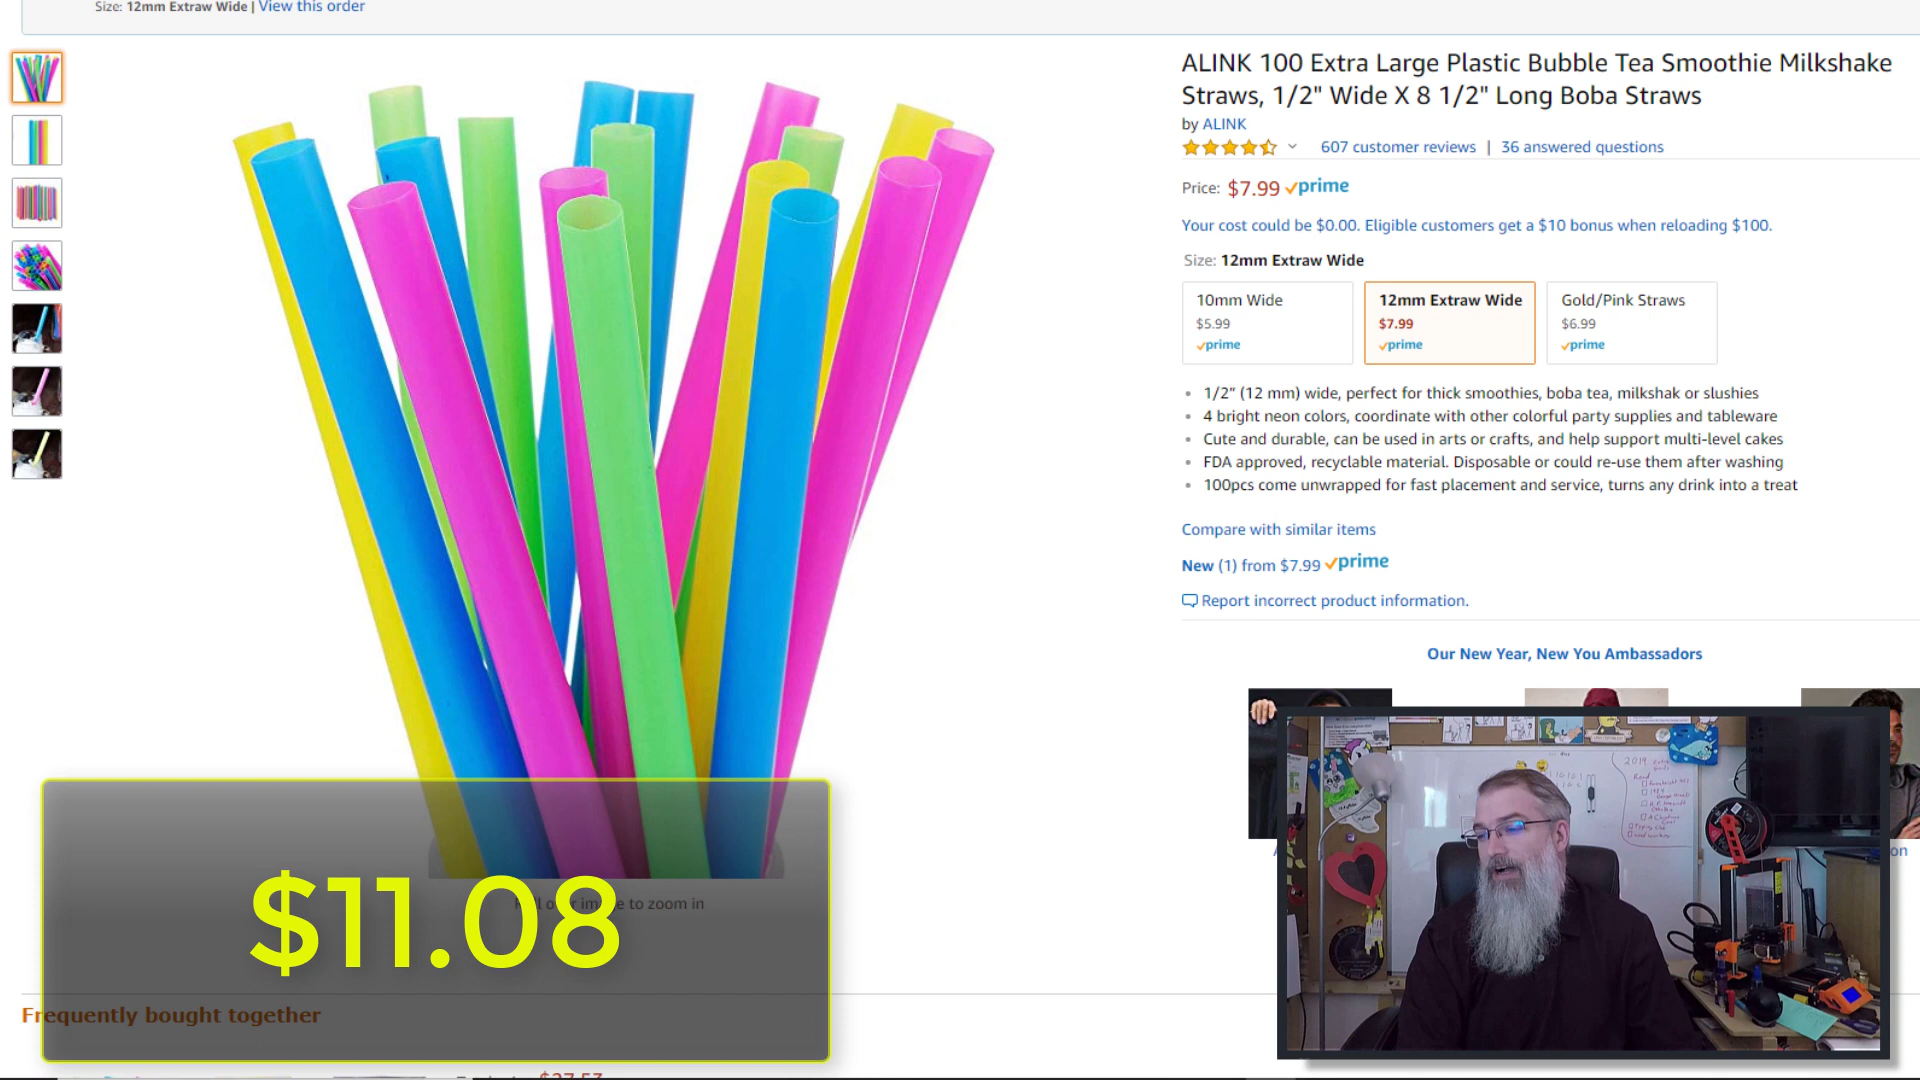 Size: 12mm Extraw Wide | View this order
ALINK 100 Extra Large Plastic Bubble Tea Smoothie Milkshake
Straws, 1/2" Wide X 8 1/2" Long Boba Straws
by ALINK
607 customer reviews | 36 answered questions
Price: $7.99 prime
Your cost could be $0.00. Eligible customers get a $10 bonus when reloading $100.
Size: 12mm Extraw Wide
10mm Wide
$5.99
prime
12mm Extraw Wide
$7.99
prime
Gold/Pink Straws
$6.99
prime
1/2" (12 mm) wide, perfect for thick smoothies, boba tea, milkshak or slushies
4 bright neon colors, coordinate with other colorful party supplies and tableware
Cute and durable, can be used in arts or crafts, and help support multi-level cakes
FDA approved, recyclable material. Disposable or could re-use them after washing
100pcs come unwrapped for fast placement and service, turns any drink into a treat
Compare with similar items
New (1) from $7.99 prime
Report incorrect product information.
Our New Year, New You Ambassadors
2019
Read
to zoom in
$11.08
Frequently bought together